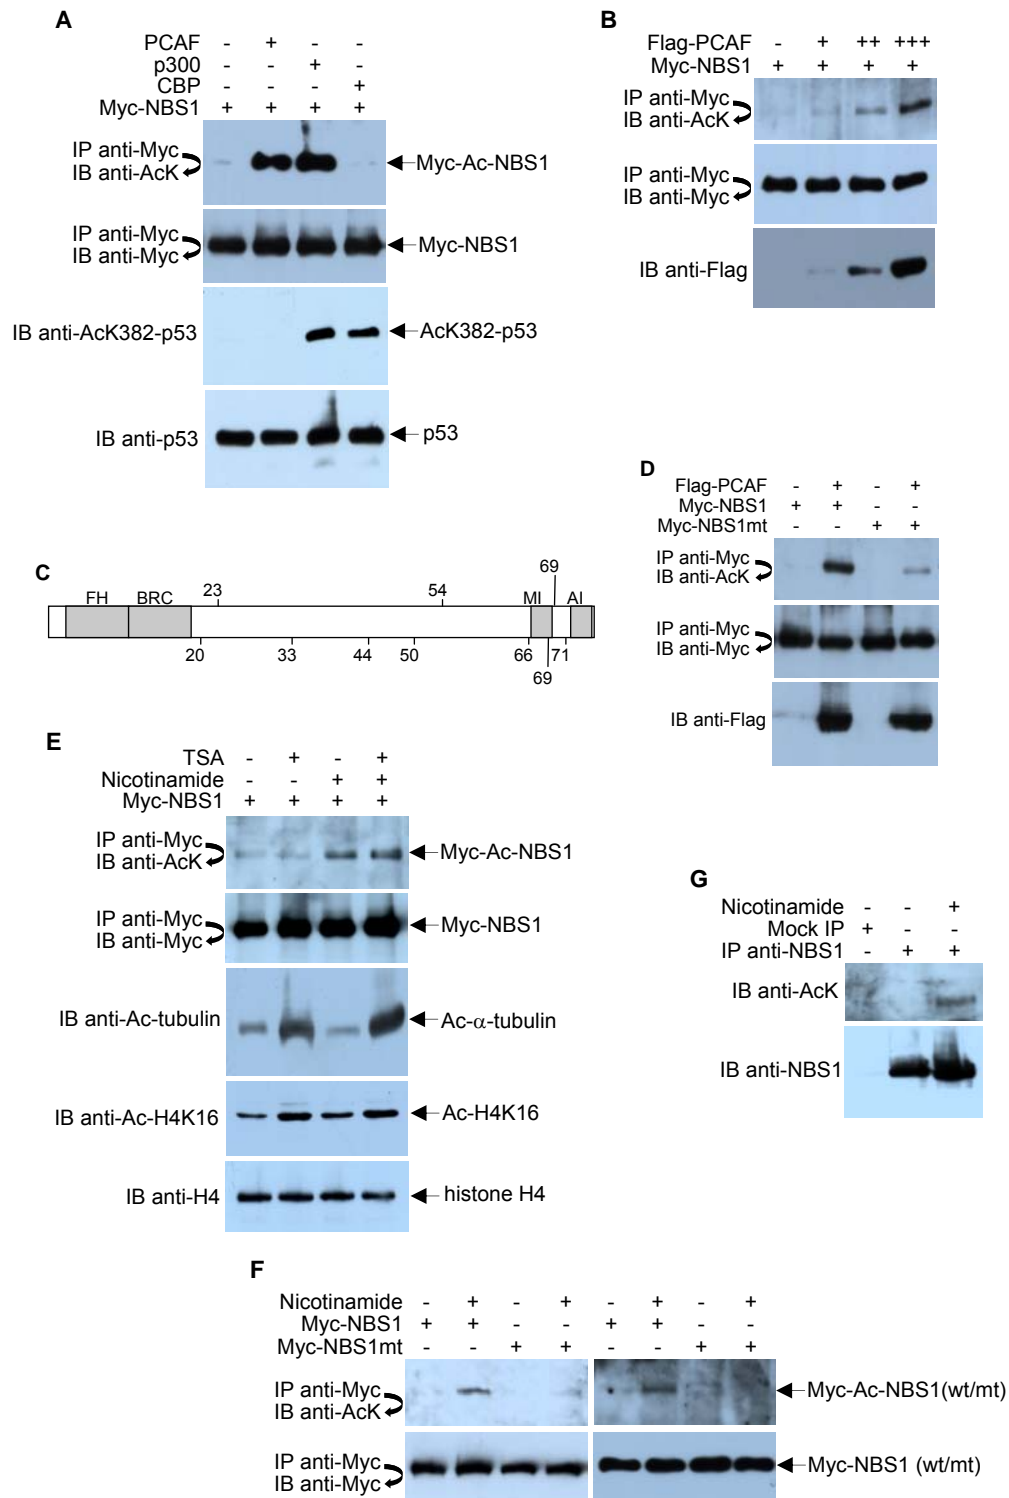 A
PCAF - + - -
p300 - - + -
CBP - - - +
Myc-NBS1 + + + +
IP anti-Myc
IB anti-AcK
Myc-Ac-NBS1
IP anti-Myc
IB anti-Myc
Myc-NBS1
IB anti-AcK382-p53
AcK382-p53
IB anti-p53
p53
B
Flag-PCAF - + ++ +++
Myc-NBS1 + + + +
IP anti-Myc
IB anti-AcK
IP anti-Myc
IB anti-Myc
IB anti-Flag
C
23 54 69
FH BRC MI AI
20 33 44 50 66 71
69
D
Flag-PCAF - + - +
Myc-NBS1 + + - -
Myc-NBS1mt - - + +
IP anti-Myc
IB anti-AcK
IP anti-Myc
IB anti-Myc
IB anti-Flag
E
TSA - + - +
Nicotinamide - - + +
Myc-NBS1 + + + +
IP anti-Myc
IB anti-AcK
Myc-Ac-NBS1
IP anti-Myc
IB anti-Myc
Myc-NBS1
IB anti-Ac-tubulin
Ac-α-tubulin
IB anti-Ac-H4K16
Ac-H4K16
IB anti-H4
histone H4
G
Nicotinamide - - +
Mock IP + - -
IP anti-NBS1 - + +
IB anti-AcK
IB anti-NBS1
F
Nicotinamide - + - + - + - +
Myc-NBS1 + + - - + + - -
Myc-NBS1mt - - + + - - + +
IP anti-Myc
IB anti-AcK
Myc-Ac-NBS1(wt/mt)
IP anti-Myc
IB anti-Myc
Myc-NBS1 (wt/mt)